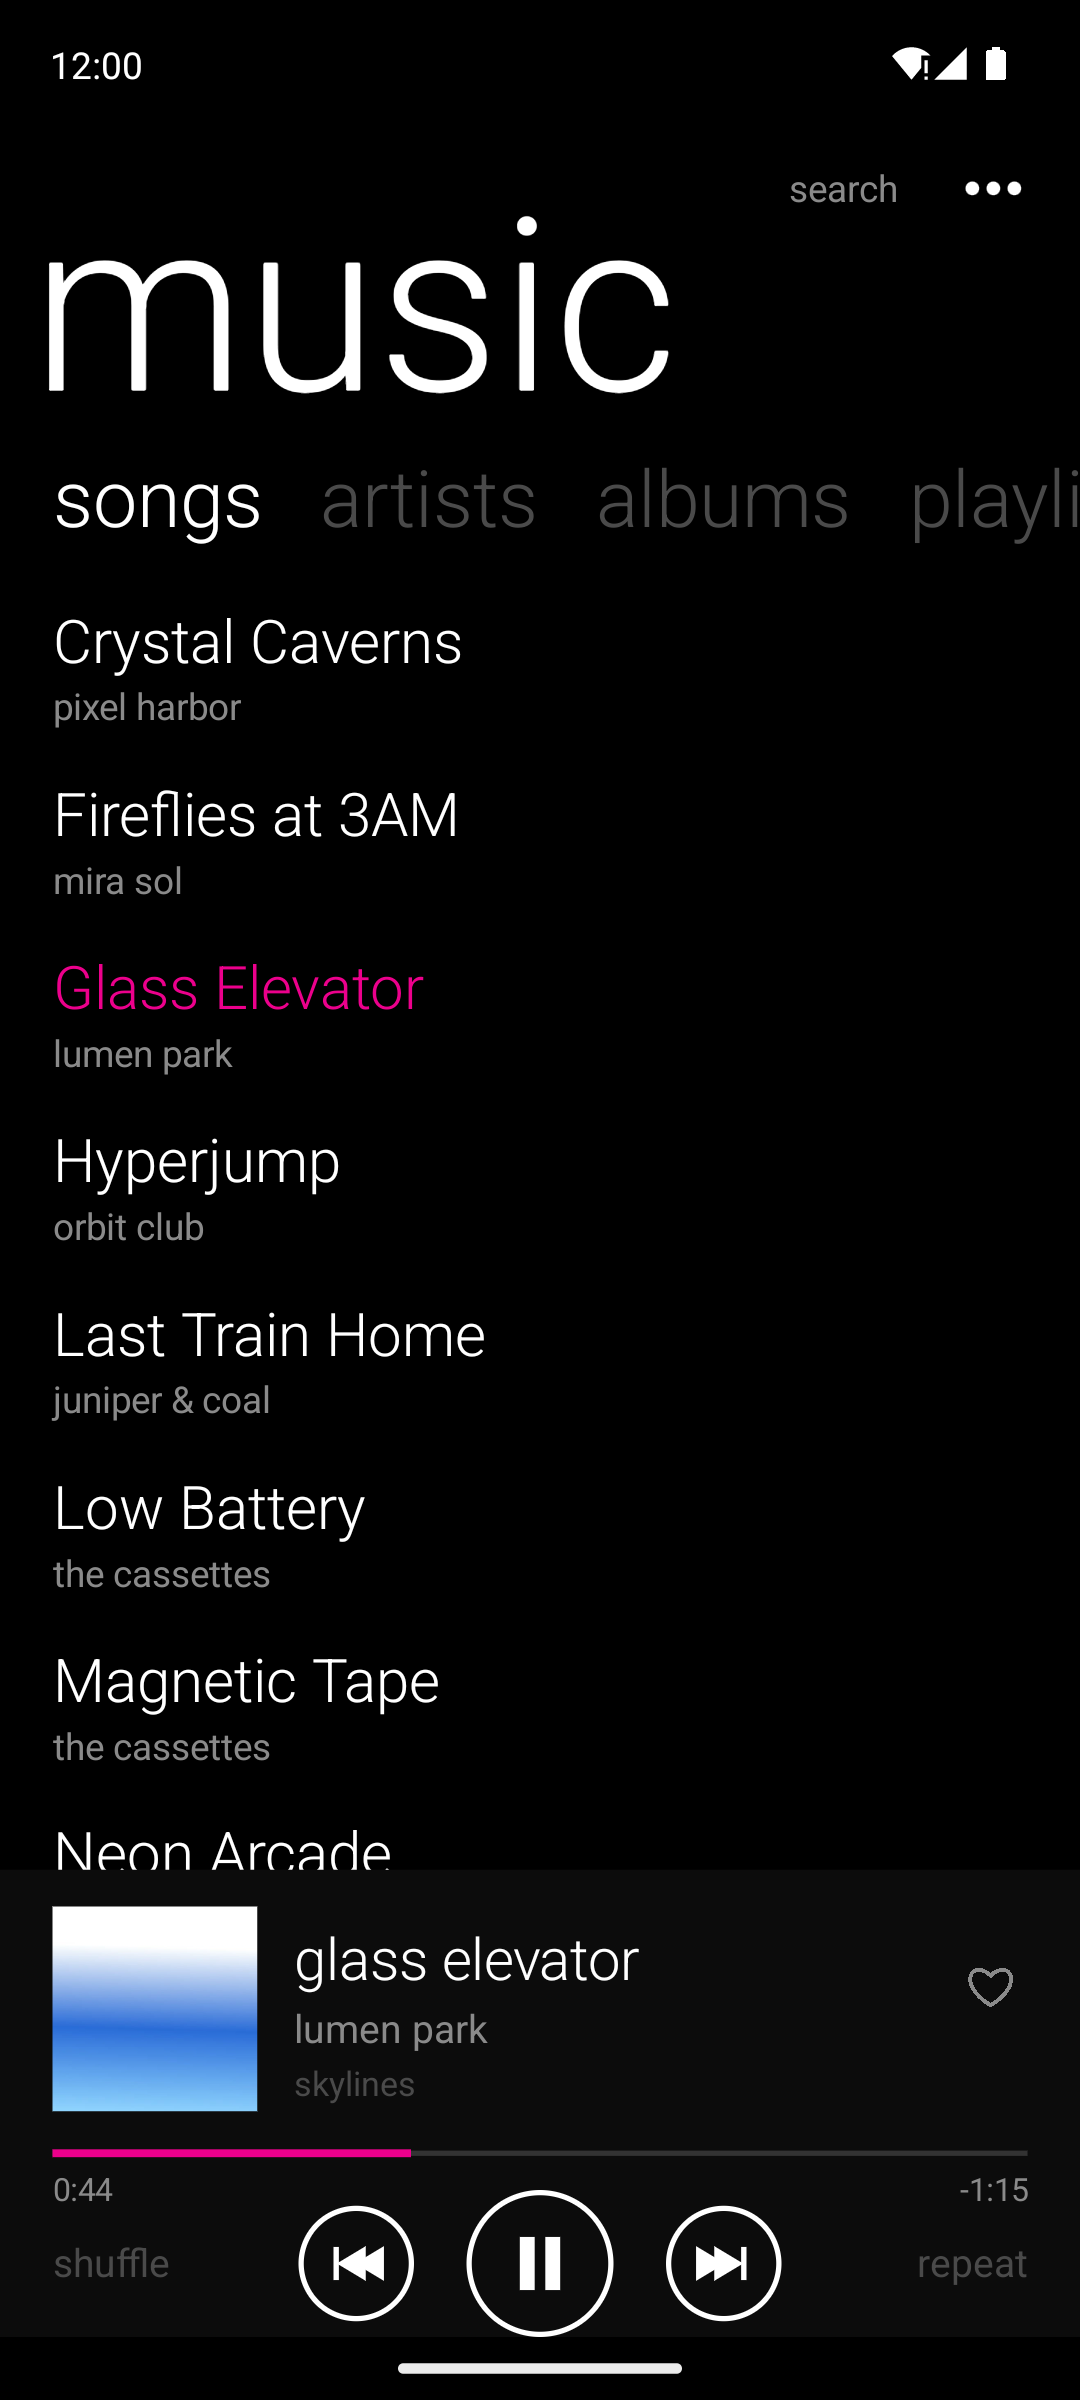 12:00
search
music
songs artists albums playli
Crystal Caverns
pixel harbor
Fireflies at 3AM
mira sol
Glass Elevator
lumen park
Hyperjump
orbit club
Last Train Home
juniper & coal
Low Battery
the cassettes
Magnetic Tape
the cassettes
Neon Arcade
glass elevator
lumen park
skylines
0:44 -1:15
shuffle repeat